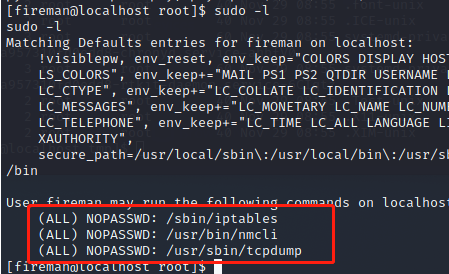 [fireman@localhost root]$ sudo -l
sudo -l
Matching Defaults entries for fireman on localhost:
!visiblepw, env_reset, env_keep="COLORS DISPLAY HOST
LS_COLORS", env_keep+="MAIL PS1 PS2 QTDIR USERNAME
LC_CTYPE", env_keep+="LC_COLLATE LC_IDENTIFICATION
LC_MESSAGES", env_keep+="LC_MONETARY LC_NAME LC_NUM
LC_TELEPHONE", env_keep+="LC_TIME LC_ALL LANGUAGE
XAUTHORITY",
secure_path=/usr/local/sbin\:/usr/local/bin\:/usr/sb
/bin
User fireman may run the following commands on localhost
(ALL) NOPASSWD: /sbin/iptables
(ALL) NOPASSWD: /usr/bin/nmcli
(ALL) NOPASSWD: /usr/sbin/tcpdump
[fireman@localhost root]$